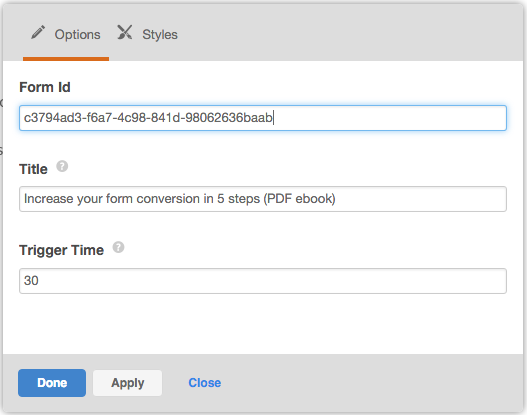 Options Styles
Form Id
c3794ad3-f6a7-4c98-841d-98062636baab
Title ?
Increase your form conversion in 5 steps (PDF ebook)
Trigger Time ?
30
Done Apply Close